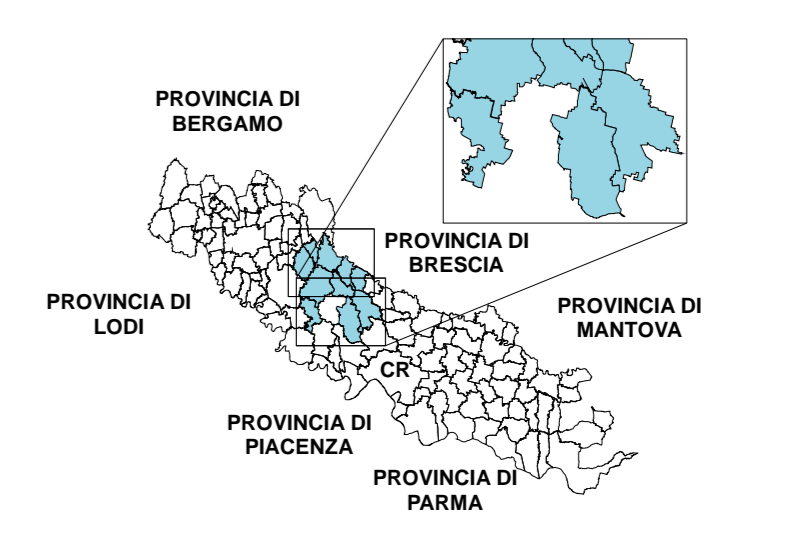 PROVINCIA DI
BERGAMO
PROVINCIA DI
BRESCIA
PROVINCIA DI
LODI
PROVINCIA DI
MANTOVA
CR
PROVINCIA DI
PIACENZA
PROVINCIA DI
PARMA